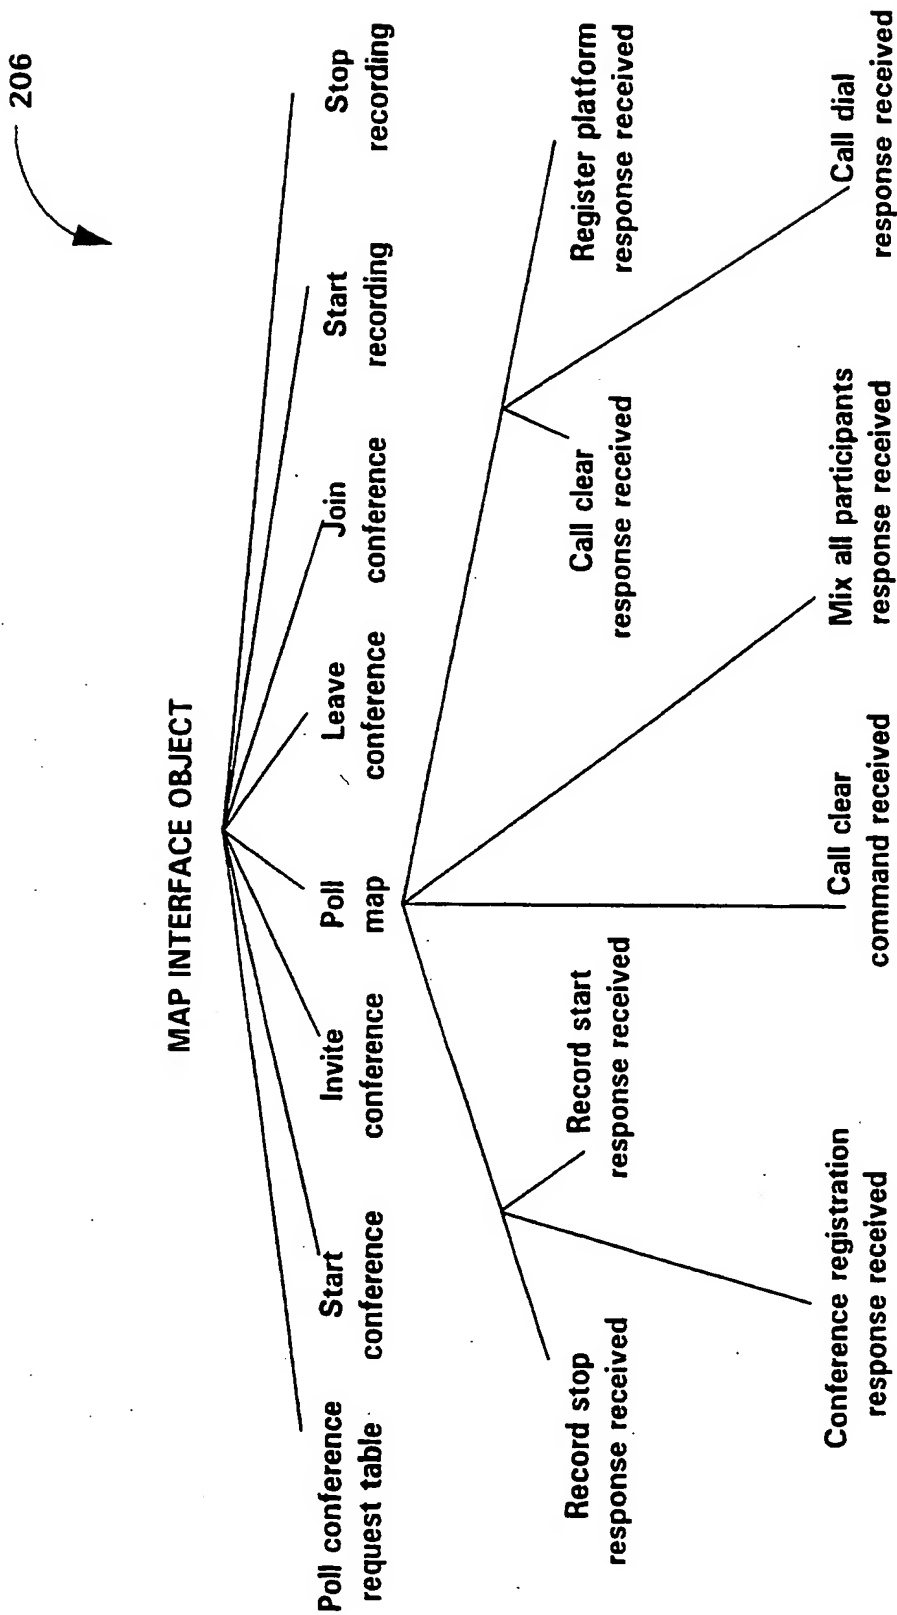 206
MAP INTERFACE OBJECT
Poll conference
request table
Start
conference
Invite
conference
Poll
map
Leave
conference
Join
conference
Start
recording
Stop
recording
Record stop
response received
Record start
response received
Call clear
response received
Register platform
response received
Conference registration
response received
Call clear
command received
Mix all participants
response received
Call dial
response received